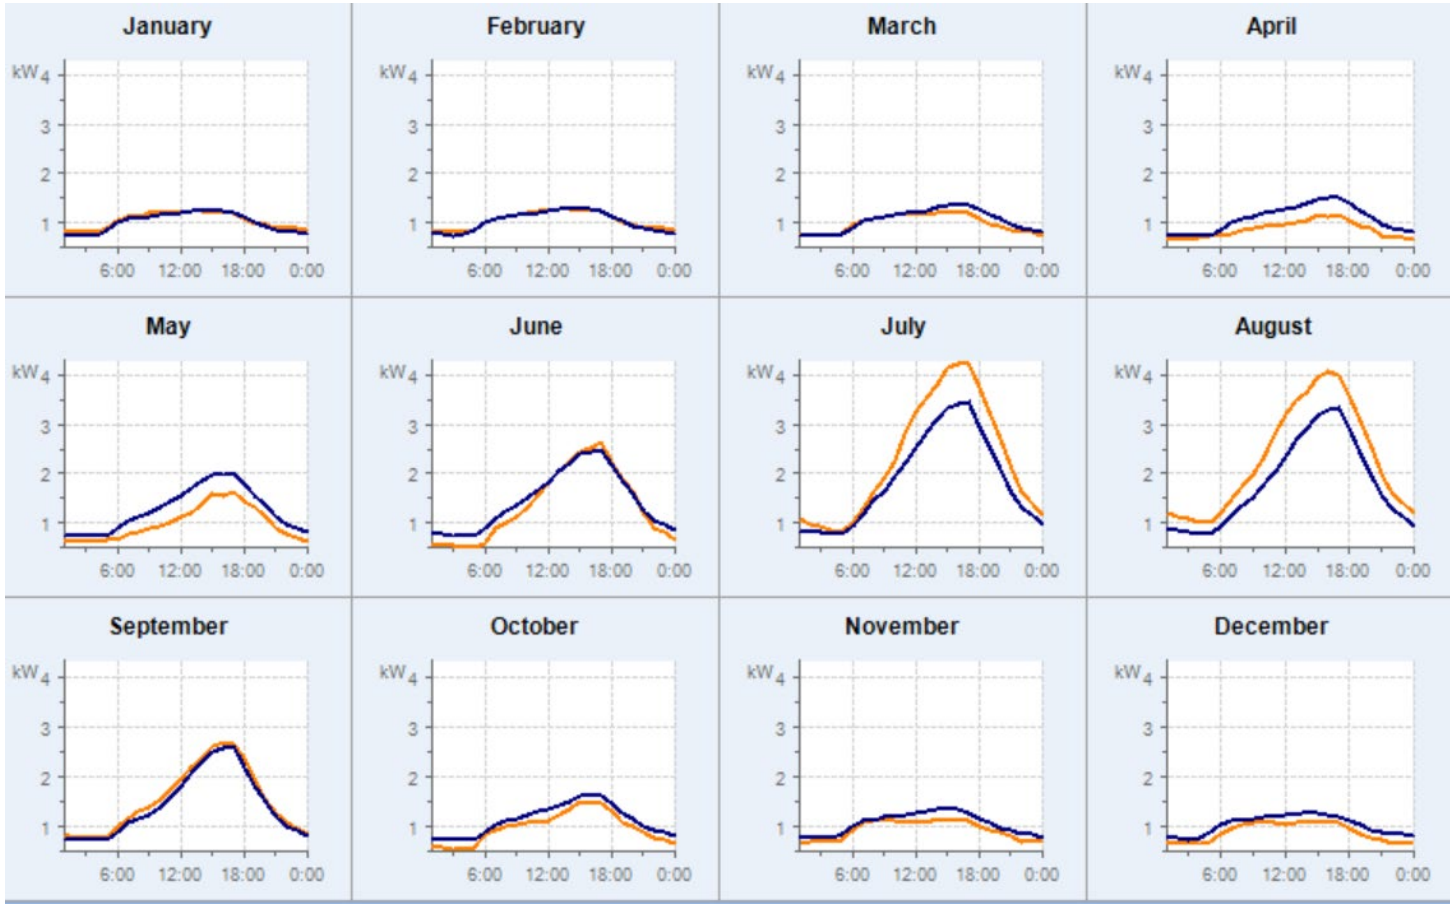 January February March April
kW 4 kW 4 kW 4 kW 4
3 3 3 3
2 2 2 2
1 1 1 1
6:00 12:00 18:00 0:00 6:00 12:00 18:00 0:00 6:00 12:00 18:00 0:00 6:00 12:00 18:00 0:00
May June July August
kW 4 kW 4 kW 4 kW 4
3 3 3 3
2 2 2 2
1 1 1 1
6:00 12:00 18:00 0:00 6:00 12:00 18:00 0:00 6:00 12:00 18:00 0:00 6:00 12:00 18:00 0:00
September October November December
kW 4 kW 4 kW 4 kW 4
3 3 3 3
2 2 2 2
1 1 1 1
6:00 12:00 18:00 0:00 6:00 12:00 18:00 0:00 6:00 12:00 18:00 0:00 6:00 12:00 18:00 0:00